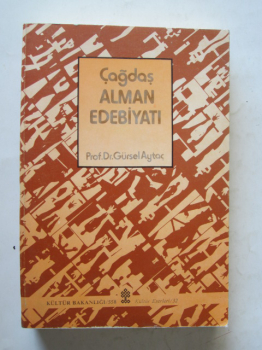 Çağdaş
ALMAN
EDEBİYATI
Prof.Dr.Gürsel Aytaç
KÜLTÜR BAKANLIĞI